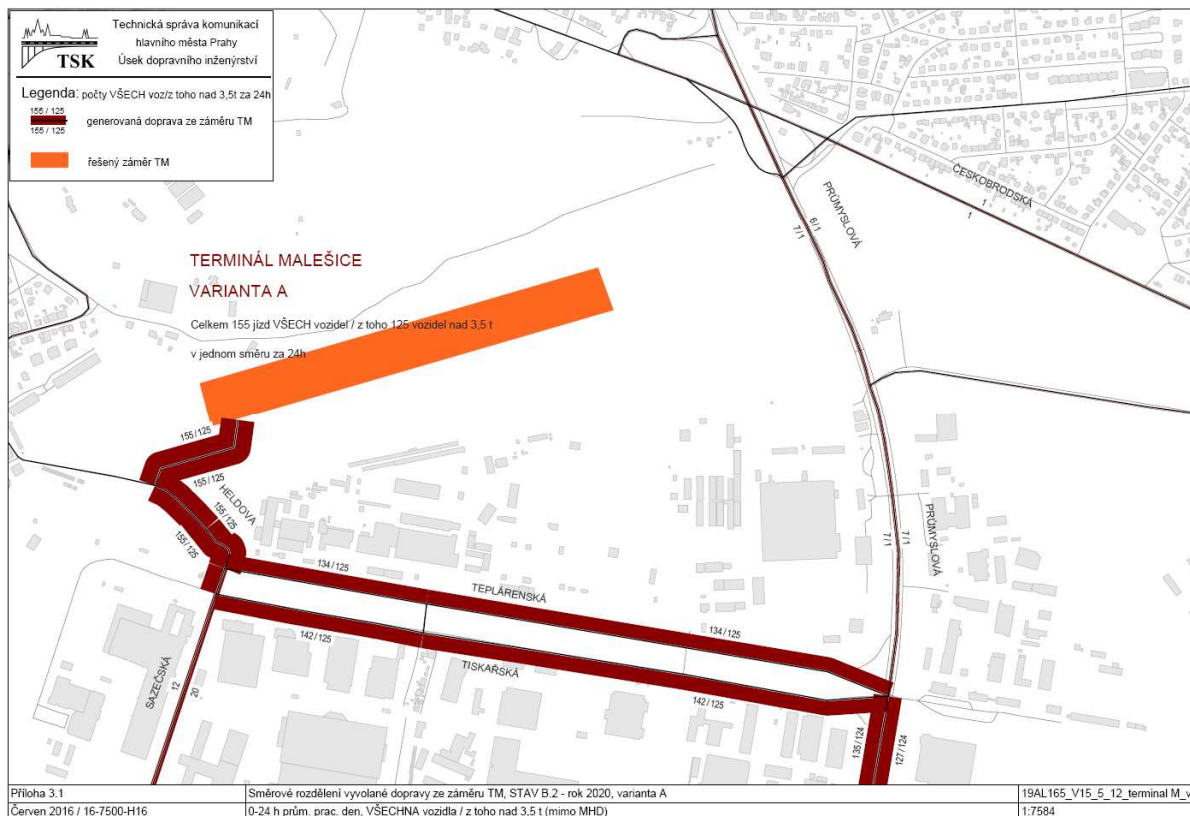 Technická správa komunikací
hlavního města Prahy
Úsek dopravního inženýrství
TSK
Legenda: počty VŠECH voz/z toho nad 3,5t za 24h
155 / 125
155 / 125
generovaná doprava ze záměru TM
řešený záměr TM
ČESKOBRODSKÁ
1
1
PRŮMYSLOVÁ
6/1
7/1
TERMINÁL MALEŠICE
VARIANTA A
Celkem 155 jízd VŠECH vozidel / z toho 125 vozidel nad 3,5 t
v jednom směru za 24h
155/125
155/125
HELDOVA
155/125
155/125
7/1
7/1
PRŮMYSLOVÁ
134/125
TEPLÁRENSKÁ
134/125
142/125
TISKAŘSKÁ
142/125
SAZEČSKÁ
12
20
135/124
127/124
Příloha 3.1
Směrové rozdělení vyvolané dopravy ze záměru TM, STAV B.2 - rok 2020, varianta A
19AL165_V15_5_12_terminal M_v
Červen 2016 / 16-7500-H16
0-24 h prům. prac. den, VŠECHNA vozidla / z toho nad 3,5 t (mimo MHD)
1:7584